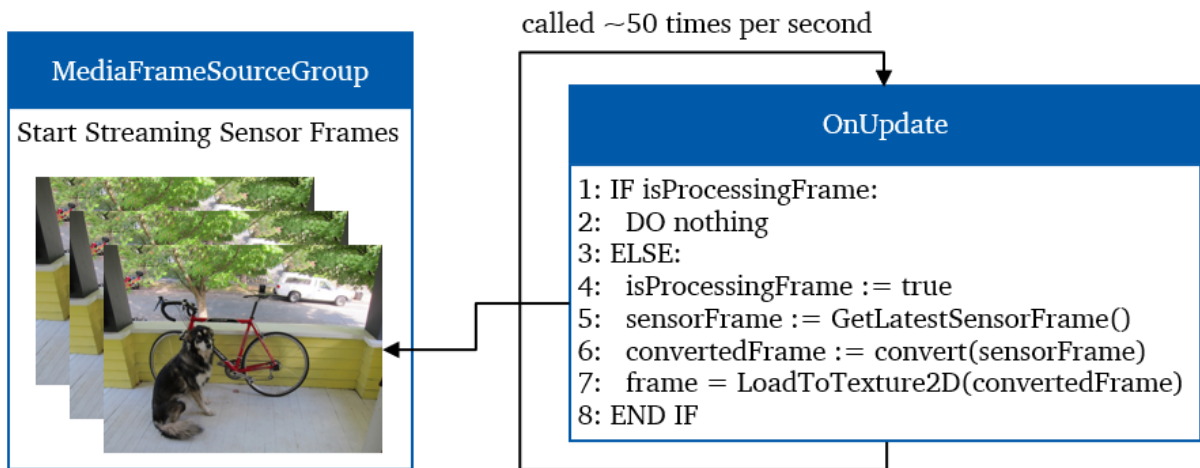 called ~50 times per second
MediaFrameSourceGroup
Start Streaming Sensor Frames
OnUpdate
1: IF isProcessingFrame:
2: DO nothing
3: ELSE:
4: isProcessingFrame := true
5: sensorFrame := GetLatestSensorFrame()
6: convertedFrame := convert(sensorFrame)
7: frame = LoadToTexture2D(convertedFrame)
8: END IF